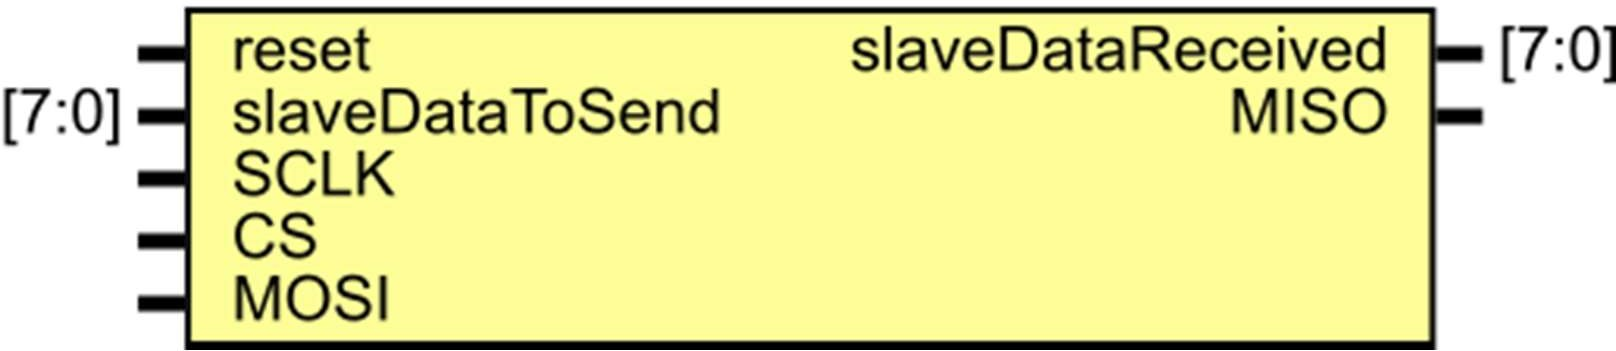 reset slaveDataReceived [7:0]
[7:0] slaveDataToSend MISO
SCLK
CS
MOSI